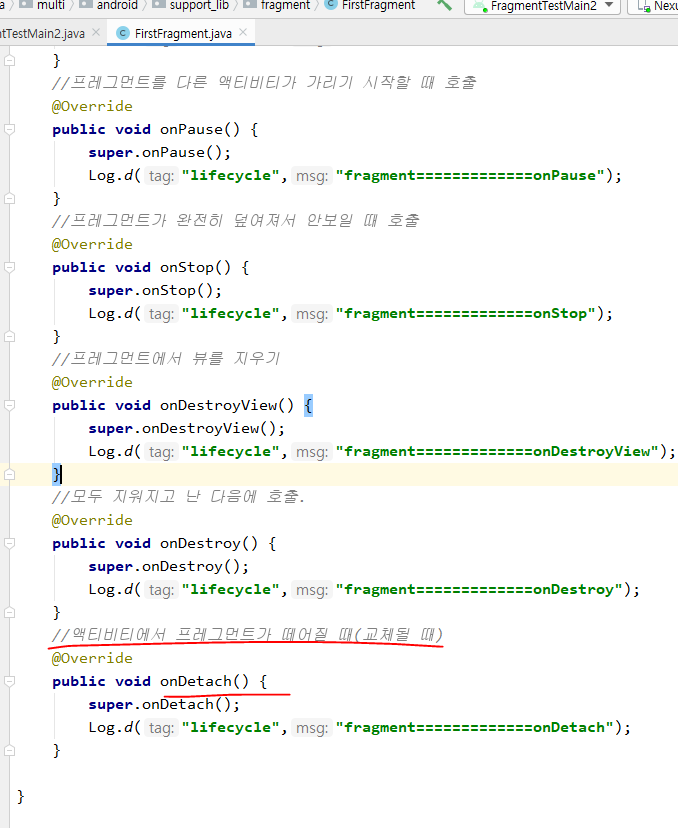 multi android support_lib fragment FirstFragment FragmentTestMain2
ntTestMain2.java FirstFragment.java
}
//프레그먼트를 다른 액티비티가 가리기 시작할 때 호출
@Override
public void onPause() {
super.onPause();
Log.d( tag: "lifecycle", msg: "fragment=============onPause");
}
//프레그먼트가 완전히 덮여져서 안보일 때 호출
@Override
public void onStop() {
super.onStop();
Log.d( tag: "lifecycle", msg: "fragment=============onStop");
}
//프레그먼트에서 뷰를 지우기
@Override
public void onDestroyView() {
super.onDestroyView();
Log.d( tag: "lifecycle", msg: "fragment=============onDestroyView");
}
//모두 지워지고 난 다음에 호출.
@Override
public void onDestroy() {
super.onDestroy();
Log.d( tag: "lifecycle", msg: "fragment=============onDestroy");
}
//액티비티에서 프레그먼트가 떼어질 때(교체될 때)
@Override
public void onDetach() {
super.onDetach();
Log.d( tag: "lifecycle", msg: "fragment=============onDetach");
}
}